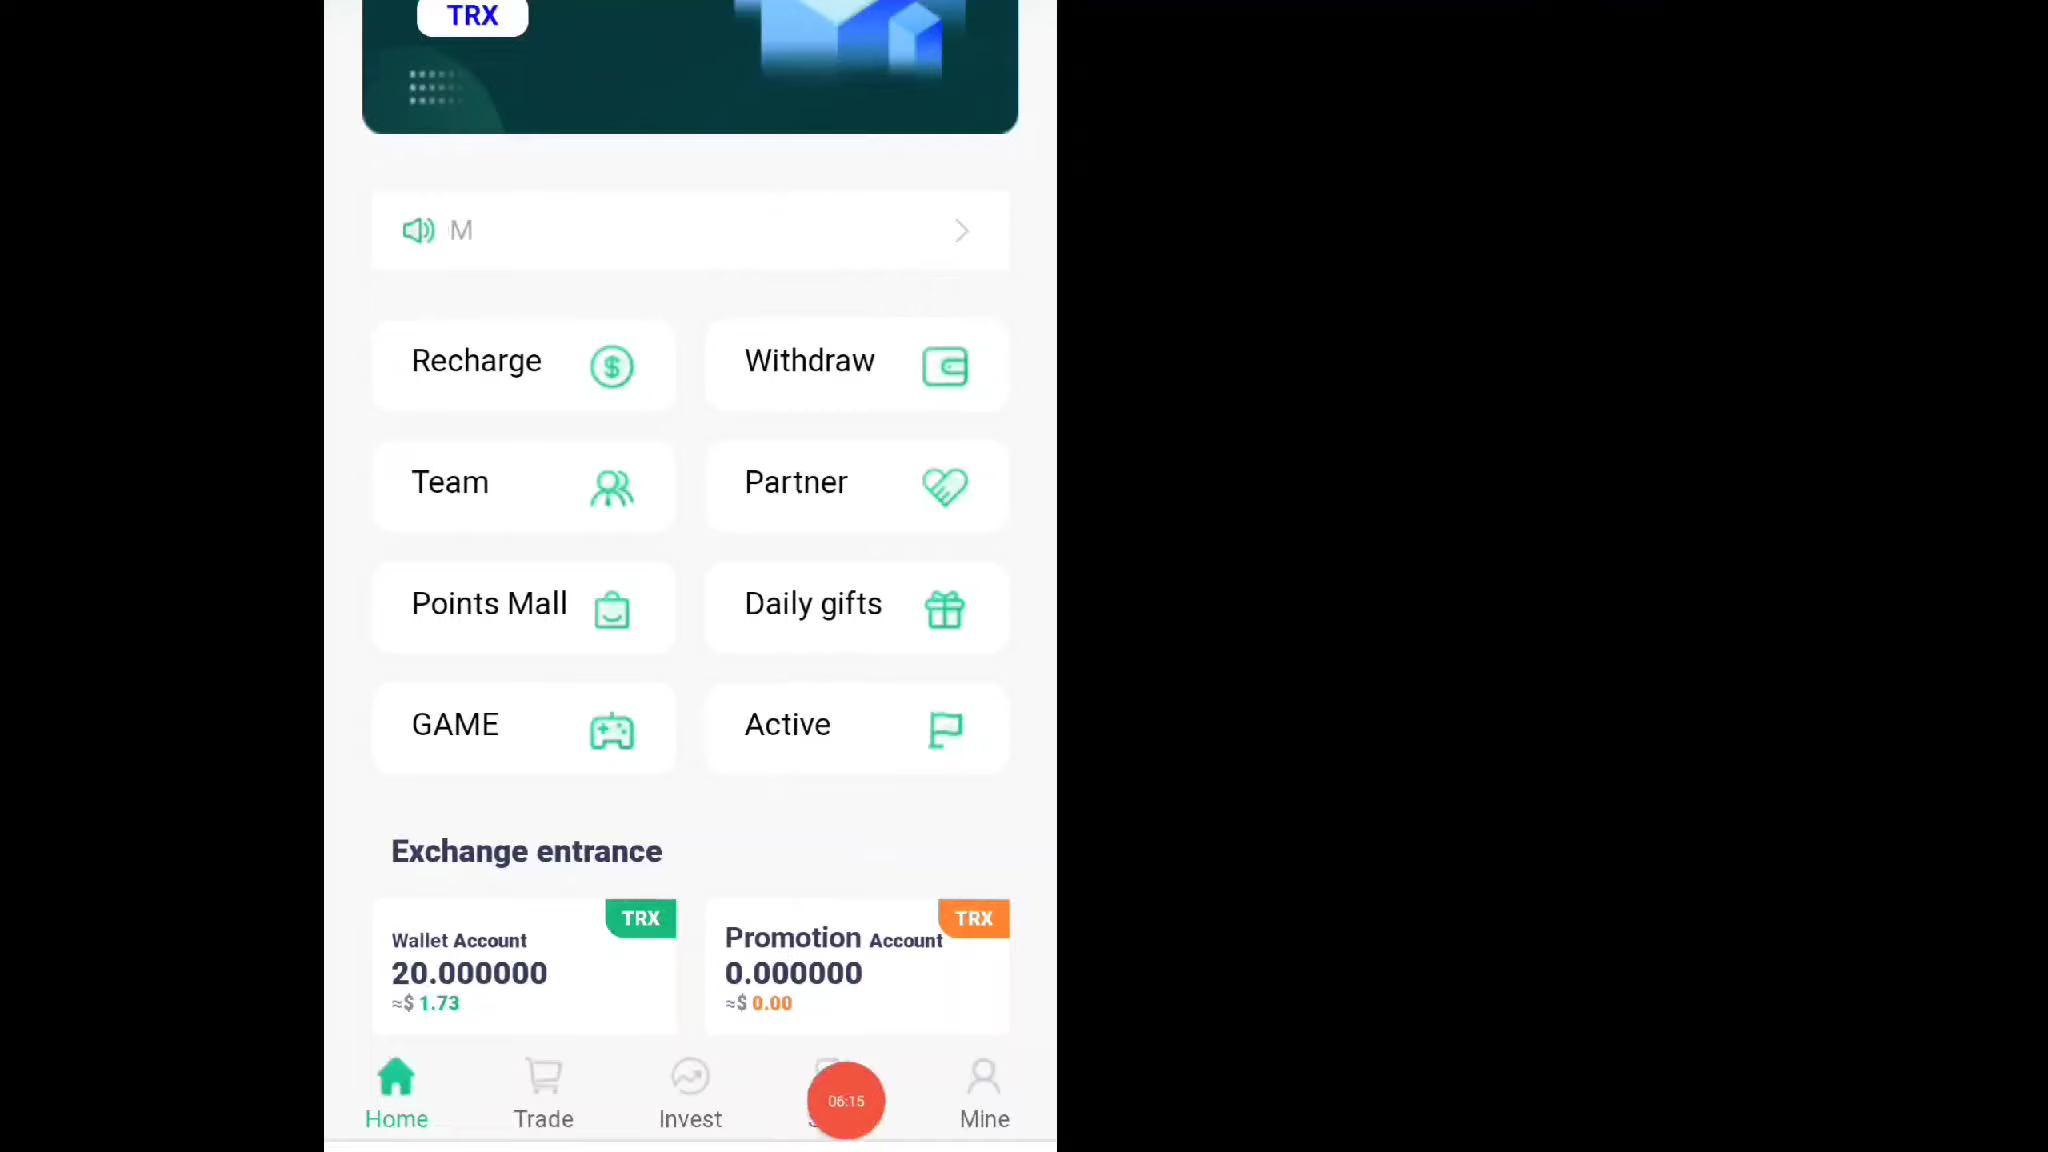 TRX
M
Recharge
Withdraw
Team
Partner
Points Mall
Daily gifts
GAME
Active
Exchange entrance
TRX
Wallet Account
20.000000
≈$ 1.73
TRX
Promotion Account
0.000000
≈$ 0.00
Home
Trade
Invest
06:15
Mine